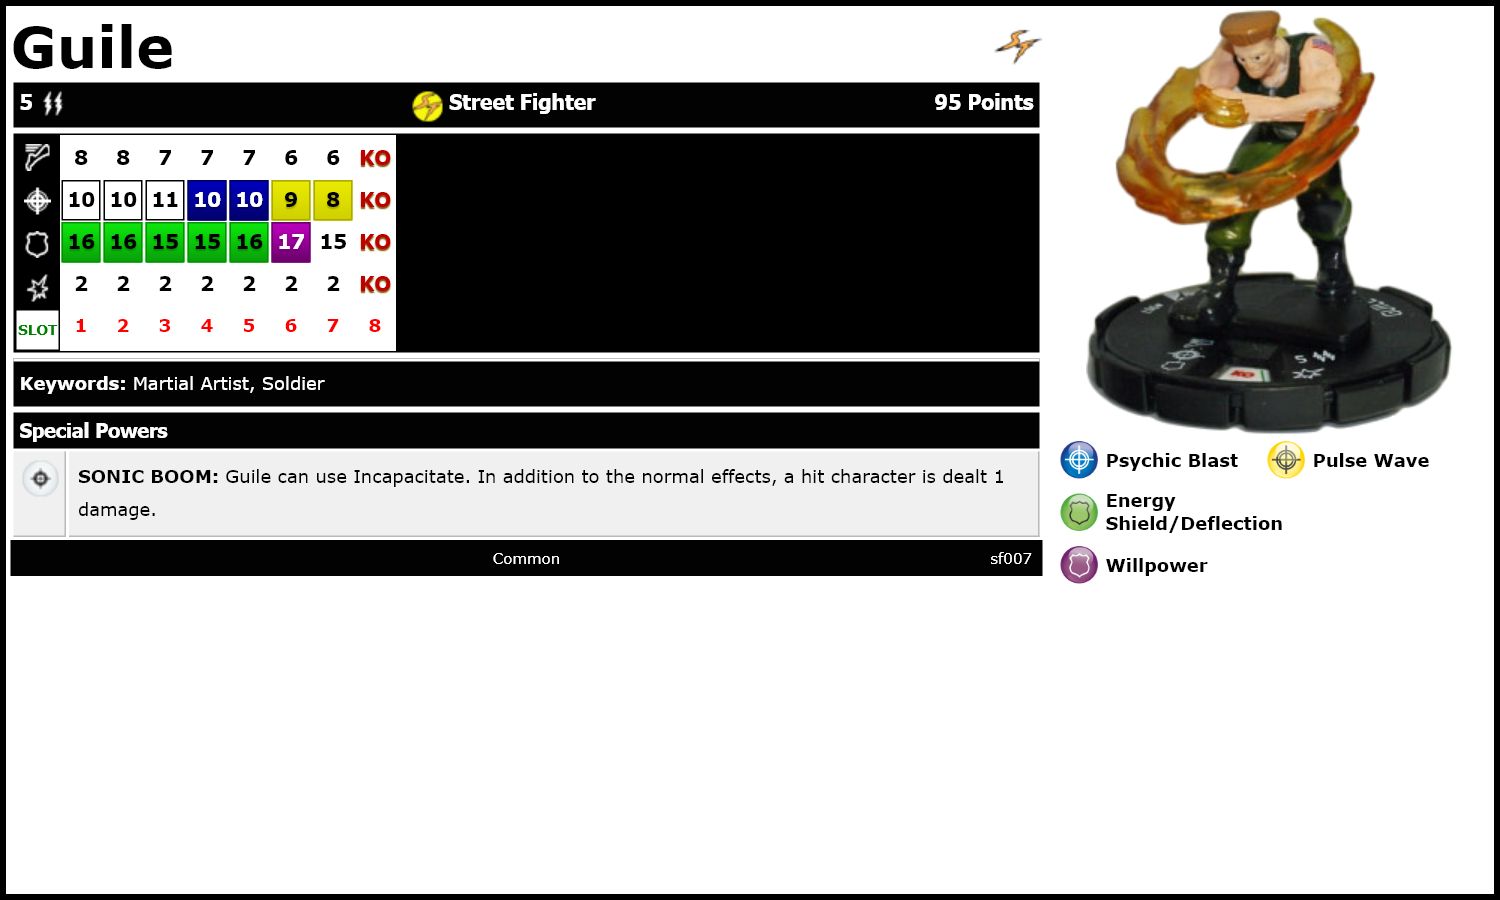 Guile
5 Street Fighter 95 Points
8 8 7 7 7 6 6 KO
10 10 11 10 10 9 8 KO
16 16 15 15 16 17 15 KO
2 2 2 2 2 2 2 KO
SLOT 1 2 3 4 5 6 7 8
Keywords: Martial Artist, Soldier
Special Powers
SONIC BOOM: Guile can use Incapacitate. In addition to the normal effects, a hit character is dealt 1
damage.
Common sf007
5
KO
Psychic Blast Pulse Wave
Energy
Shield/Deflection
Willpower